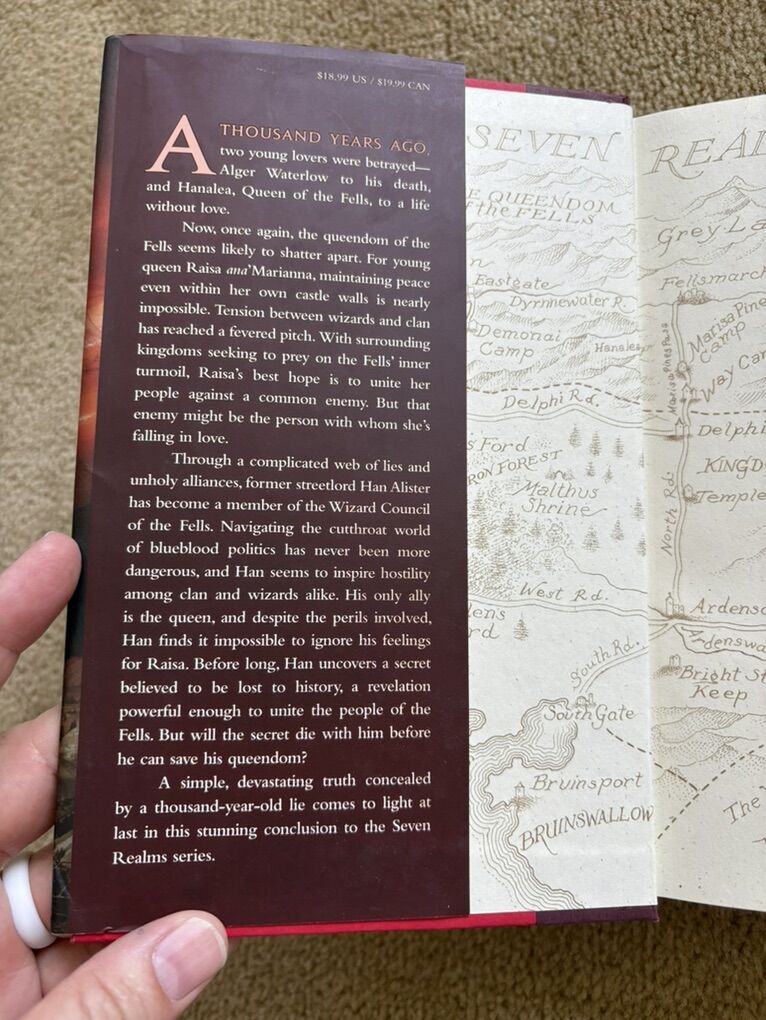 $18.99 US / $19.99 CAN
A THOUSAND YEARS AGO,
two young lovers were betrayed—
Alger Waterlow to his death,
and Hanalea, Queen of the Fells, to a life
without love.
Now, once again, the queendom of the
Fells seems likely to shatter apart. For young
queen Raisa ana'Marianna, maintaining peace
even within her own castle walls is nearly
impossible. Tension between wizards and clan
has reached a fevered pitch. With surrounding
kingdoms seeking to prey on the Fells' inner
turmoil, Raisa's best hope is to unite her
people against a common enemy. But that
enemy might be the person with whom she's
falling in love.
Through a complicated web of lies and
unholy alliances, former streetlord Han Alister
has become a member of the Wizard Council
of the Fells. Navigating the cutthroat world
of blueblood politics has never been more
dangerous, and Han seems to inspire hostility
among clan and wizards alike. His only ally
is the queen, and despite the perils involved,
Han finds it impossible to ignore his feelings
for Raisa. Before long, Han uncovers a secret
believed to be lost to history, a revelation
powerful enough to unite the people of the
Fells. But will the secret die with him before
he can save his queendom?
A simple, devastating truth concealed
by a thousand-year-old lie comes to light at
last in this stunning conclusion to the Seven
Realms series.
SEVEN
QUEENDOM
of the FELLS
Eastgate
Dyrnnewater R.
Demonai
Camp
Hanalea
Delphi Rd.
s Ford
RON FOREST
Malthus
Shrine
West Rd.
len's
rd
South Rd.
South Gate
Bruinsport
BRUINSWALLOW
REAL
Grey La
Fellsmarch
Marisa Pines Pass
Marisa Pine
Camp
Way Cam
Delphi
KINGD
Temple
North Rd.
Ardensc
Ardenswa
Bright St
Keep
The